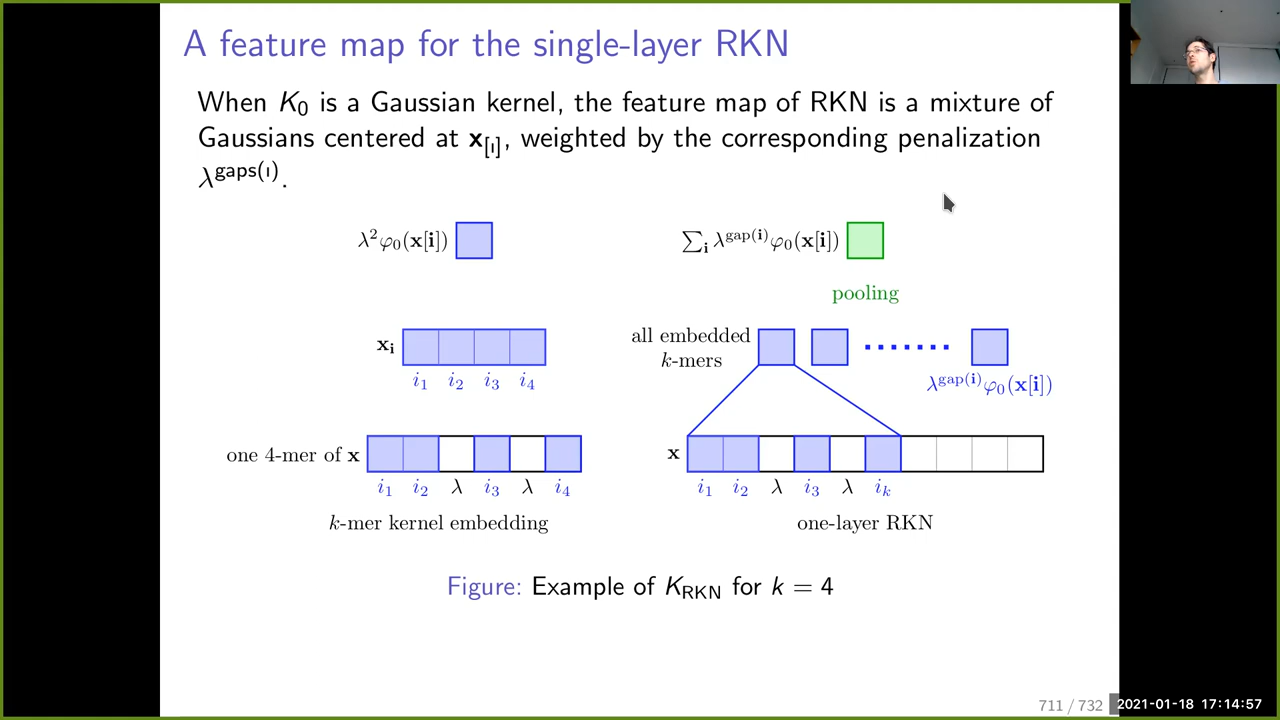 A feature map for the single-layer RKN
When K₀ is a Gaussian kernel, the feature map of RKN is a mixture of
Gaussians centered at x[ı], weighted by the corresponding penalization
λ^gaps(ı).
λ²φ₀(x[i])
∑ᵢ λ^gap(i)φ₀(x[i])
pooling
xᵢ
i₁ i₂ i₃ i₄
all embedded
k-mers
λ^gap(i)φ₀(x[i])
one 4-mer of x
i₁ i₂ λ i₃ λ i₄
k-mer kernel embedding
x
i₁ i₂ λ i₃ λ iₖ
one-layer RKN
Figure: Example of K_RKN for k = 4
711 / 732
2021-01-18 17:14:57